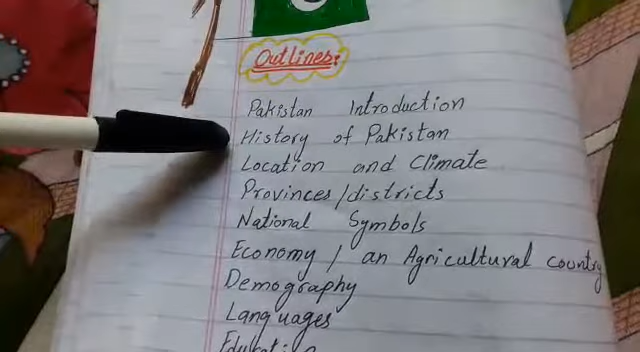 Outlines:
Pakistan Introduction
History of Pakistan
Location and Climate
Provinces/districts
National Symbols
Economy / an Agricultural country
Demography
Languages